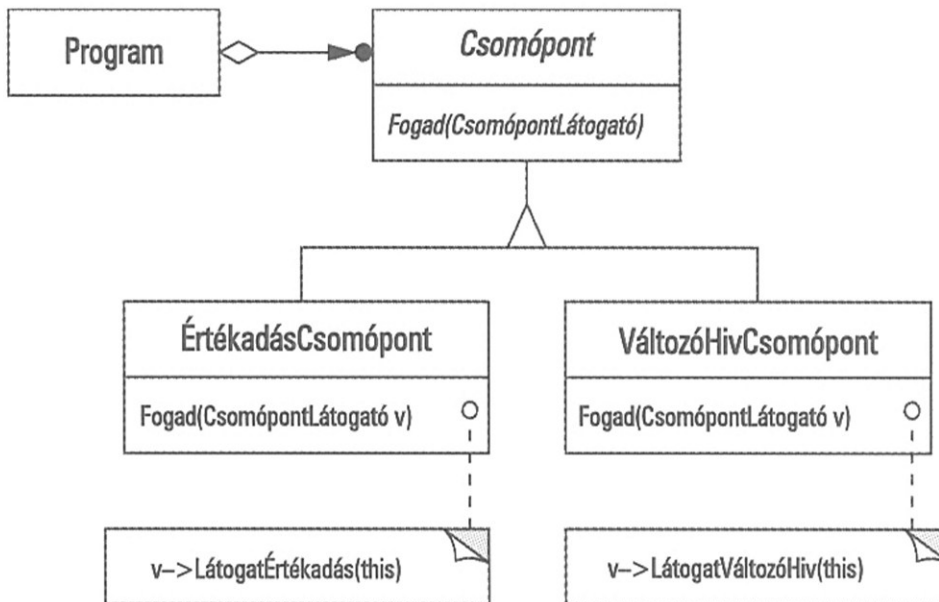 Program
Csomópont
Fogad(CsomópontLátogató)
ÉrtékadásCsomópont
Fogad(CsomópontLátogató v)
VáltozóHivCsomópont
Fogad(CsomópontLátogató v)
v–>LátogatÉrtékadás(this)
v–>LátogatVáltozóHiv(this)